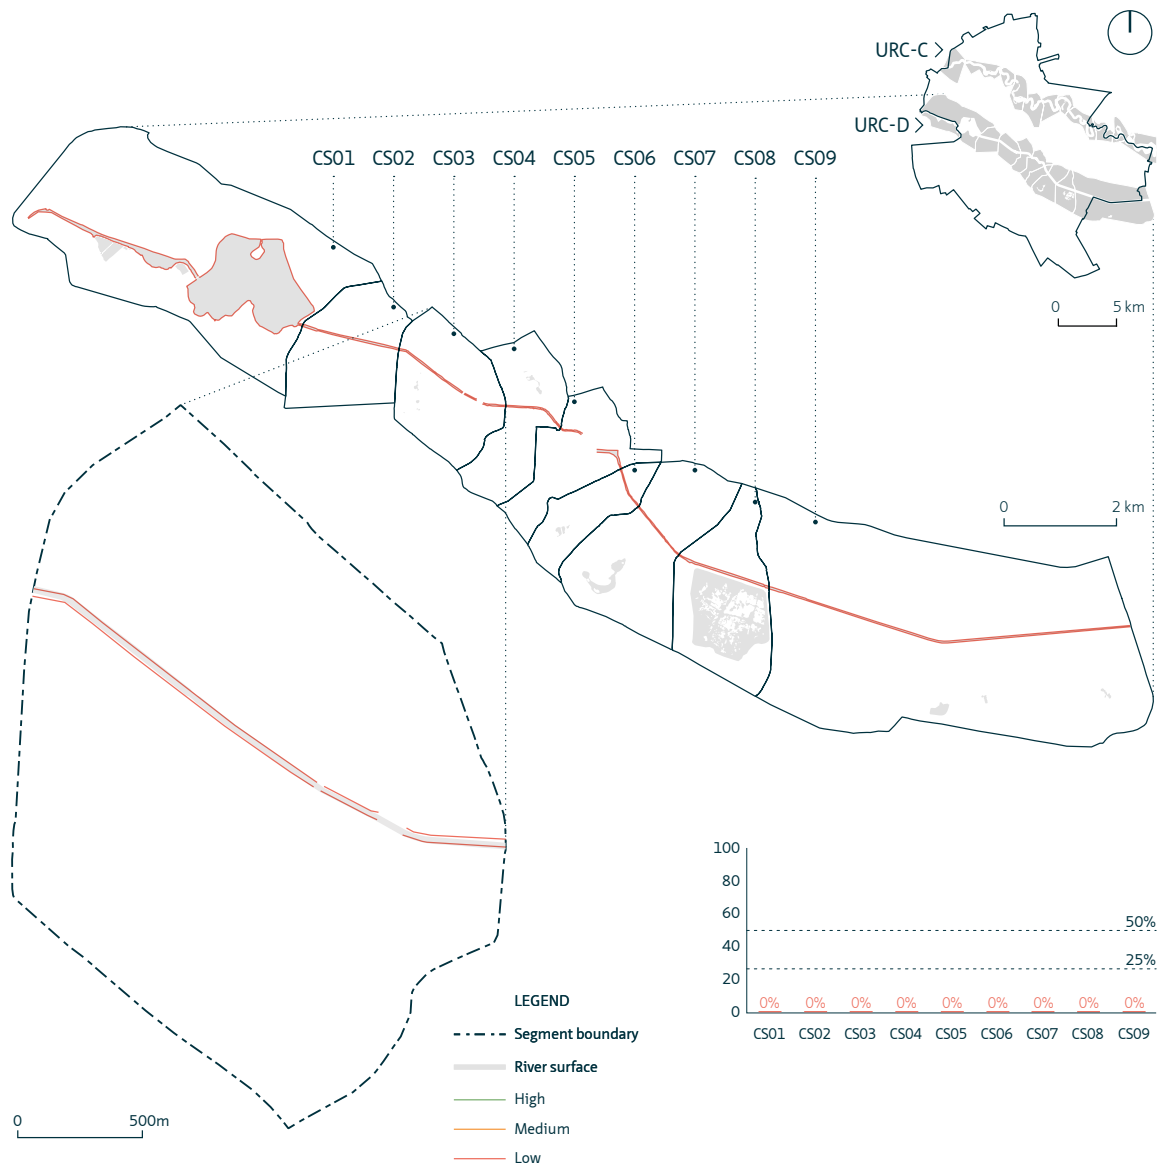 URC-C
URC-D
CS01 CS02 CS03 CS04 CS05 CS06 CS07 CS08 CS09
0 5 km
0 2 km
100
80
60
40
20
0
50%
25%
0% 0% 0% 0% 0% 0% 0% 0% 0%
CS01 CS02 CS03 CS04 CS05 CS06 CS07 CS08 CS09
LEGEND
Segment boundary
River surface
High
Medium
Low
0 500m